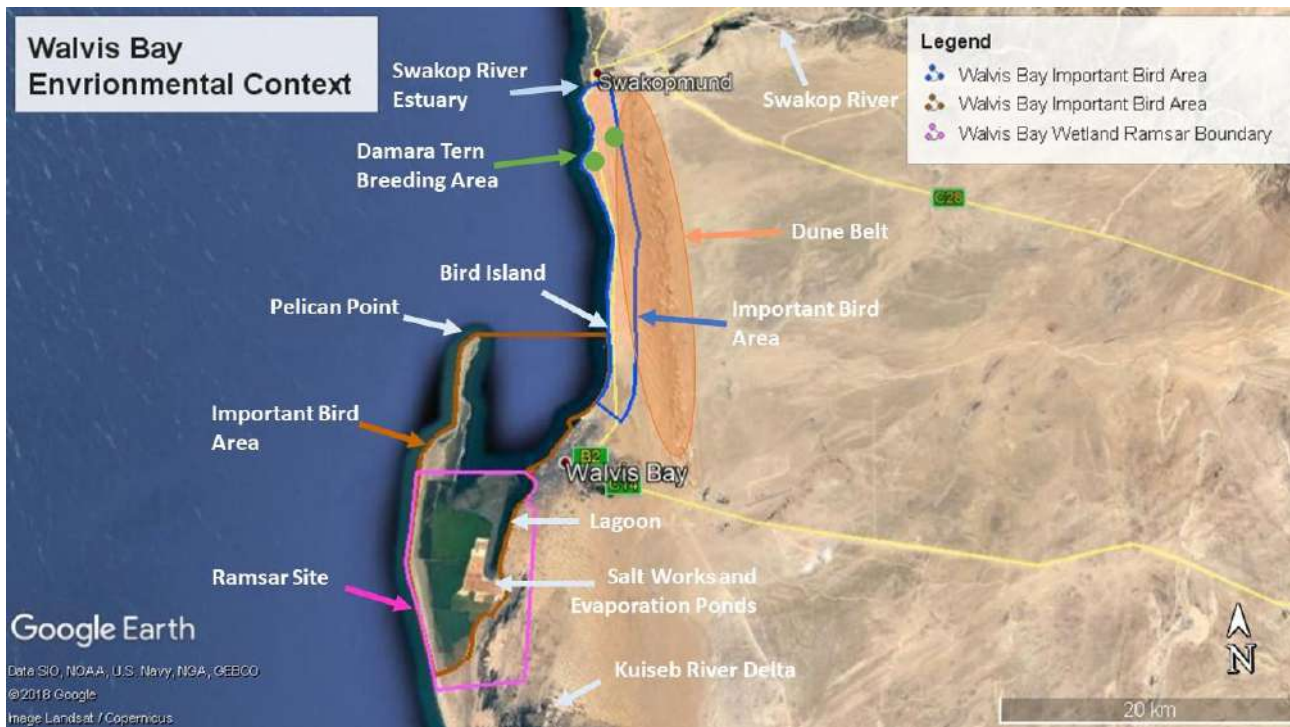 Walvis Bay
Envrionmental Context
Legend
Walvis Bay Important Bird Area
Walvis Bay Important Bird Area
Walvis Bay Wetland Ramsar Boundary
Swakop River
Estuary
Swakopmund
Swakop River
Damara Tern
Breeding Area
C28
Dune Belt
Bird Island
Pelican Point
Important Bird
Area
Important Bird
Area
B2
Walvis Bay
C14
Lagoon
Ramsar Site
Salt Works and
Evaporation Ponds
Kuiseb River Delta
Google Earth
Data SIO, NOAA, U.S. Navy, NGA, GEBCO
©2018 Google
Image Landsat / Copernicus
N
20 km